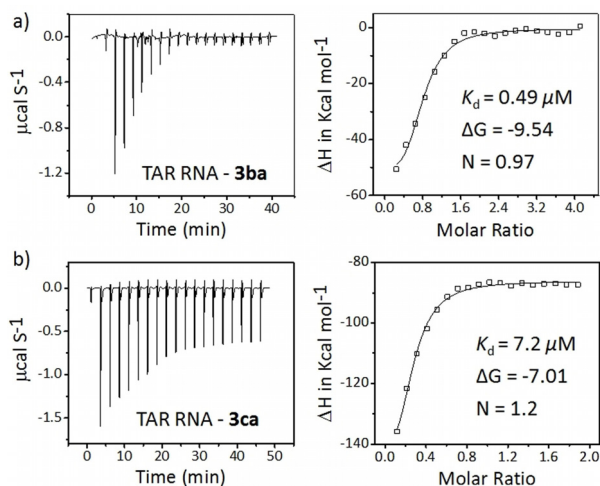 a)
μcal S-1
0.0
-0.4
-0.8
-1.2
TAR RNA - 3ba
0 10 20 30 40
Time (min)
ΔH in Kcal mol-1
0
-20
-40
-60
Kd = 0.49 μM
ΔG = -9.54
N = 0.97
0.0 0.8 1.6 2.4 3.2 4.0
Molar Ratio
b)
μcal S-1
0.0
-0.5
-1.0
-1.5
TAR RNA - 3ca
0 10 20 30 40 50
Time (min)
ΔH in Kcal mol-1
-80
-100
-120
-140
Kd = 7.2 μM
ΔG = -7.01
N = 1.2
0.0 0.4 0.8 1.2 1.6 2.0
Molar Ratio